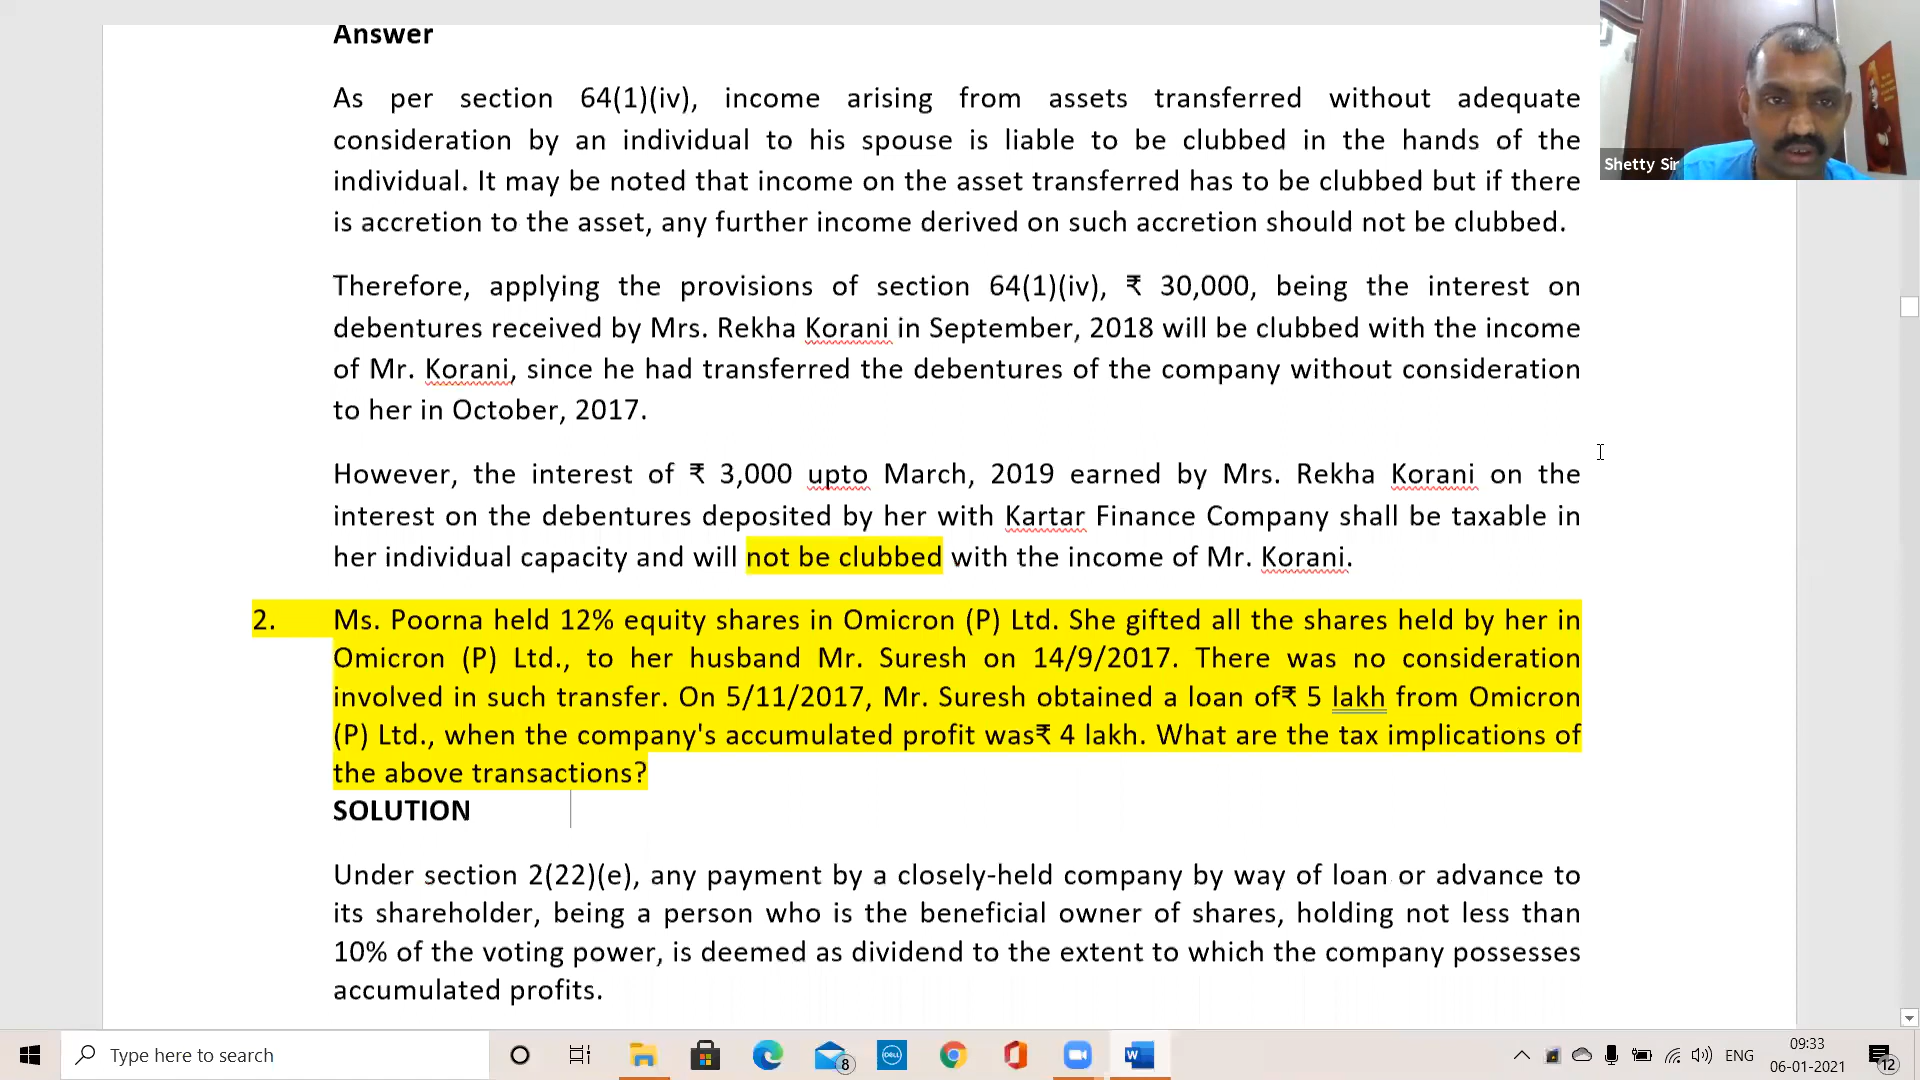 Answer
As per section 64(1)(iv), income arising from assets transferred without adequate
consideration by an individual to his spouse is liable to be clubbed in the hands of the
individual. It may be noted that income on the asset transferred has to be clubbed but if there
is accretion to the asset, any further income derived on such accretion should not be clubbed.
Therefore, applying the provisions of section 64(1)(iv), ₹ 30,000, being the interest on
debentures received by Mrs. Rekha Korani in September, 2018 will be clubbed with the income
of Mr. Korani, since he had transferred the debentures of the company without consideration
to her in October, 2017.
However, the interest of ₹ 3,000 upto March, 2019 earned by Mrs. Rekha Korani on the
interest on the debentures deposited by her with Kartar Finance Company shall be taxable in
her individual capacity and will not be clubbed with the income of Mr. Korani.
2. Ms. Poorna held 12% equity shares in Omicron (P) Ltd. She gifted all the shares held by her in
Omicron (P) Ltd., to her husband Mr. Suresh on 14/9/2017. There was no consideration
involved in such transfer. On 5/11/2017, Mr. Suresh obtained a loan of₹ 5 lakh from Omicron
(P) Ltd., when the company's accumulated profit was₹ 4 lakh. What are the tax implications of
the above transactions?
SOLUTION
Under section 2(22)(e), any payment by a closely-held company by way of loan or advance to
its shareholder, being a person who is the beneficial owner of shares, holding not less than
10% of the voting power, is deemed as dividend to the extent to which the company possesses
accumulated profits.
Shetty Sir
Type here to search
8
DELL
W
ENG
09:33
06-01-2021
12